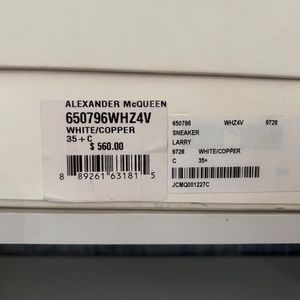 ALEXANDER McQUEEN
650796WHZ4V
WHITE/COPPER
35+C
$ 560.00
8 89261 63181 5
650796 WHZ4V 9728
SNEAKER
LARRY
9728 WHITE/COPPER
C 35+
JCMQ001227C